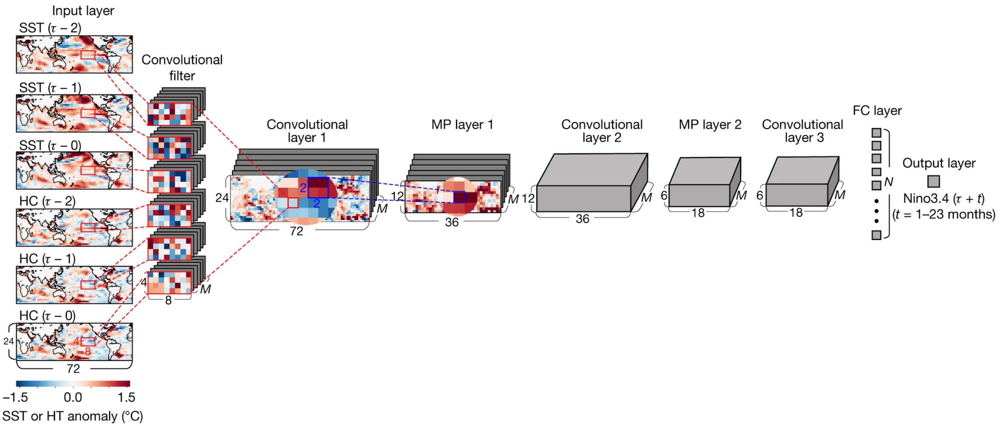 Input layer
SST (τ − 2)
SST (τ − 1)
SST (τ − 0)
HC (τ − 2)
HC (τ − 1)
HC (τ − 0)
24
4
8
72
−1.5
0.0
1.5
SST or HT anomaly (°C)
Convolutional
filter
4
8
M
Convolutional
layer 1
24
2
2
72
M
MP layer 1
12
36
M
Convolutional
layer 2
12
36
M
MP layer 2
6
18
M
Convolutional
layer 3
6
18
M
FC layer
N
Output layer
Nino3.4 (τ + t)
(t = 1–23 months)